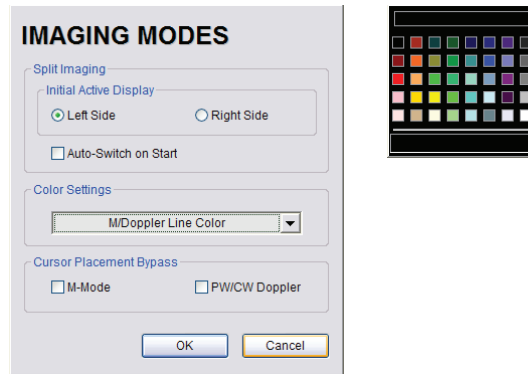 IMAGING MODES
Split Imaging
Initial Active Display
Left Side Right Side
Auto-Switch on Start
Color Settings
M/Doppler Line Color
Cursor Placement Bypass
M-Mode PW/CW Doppler
OK Cancel